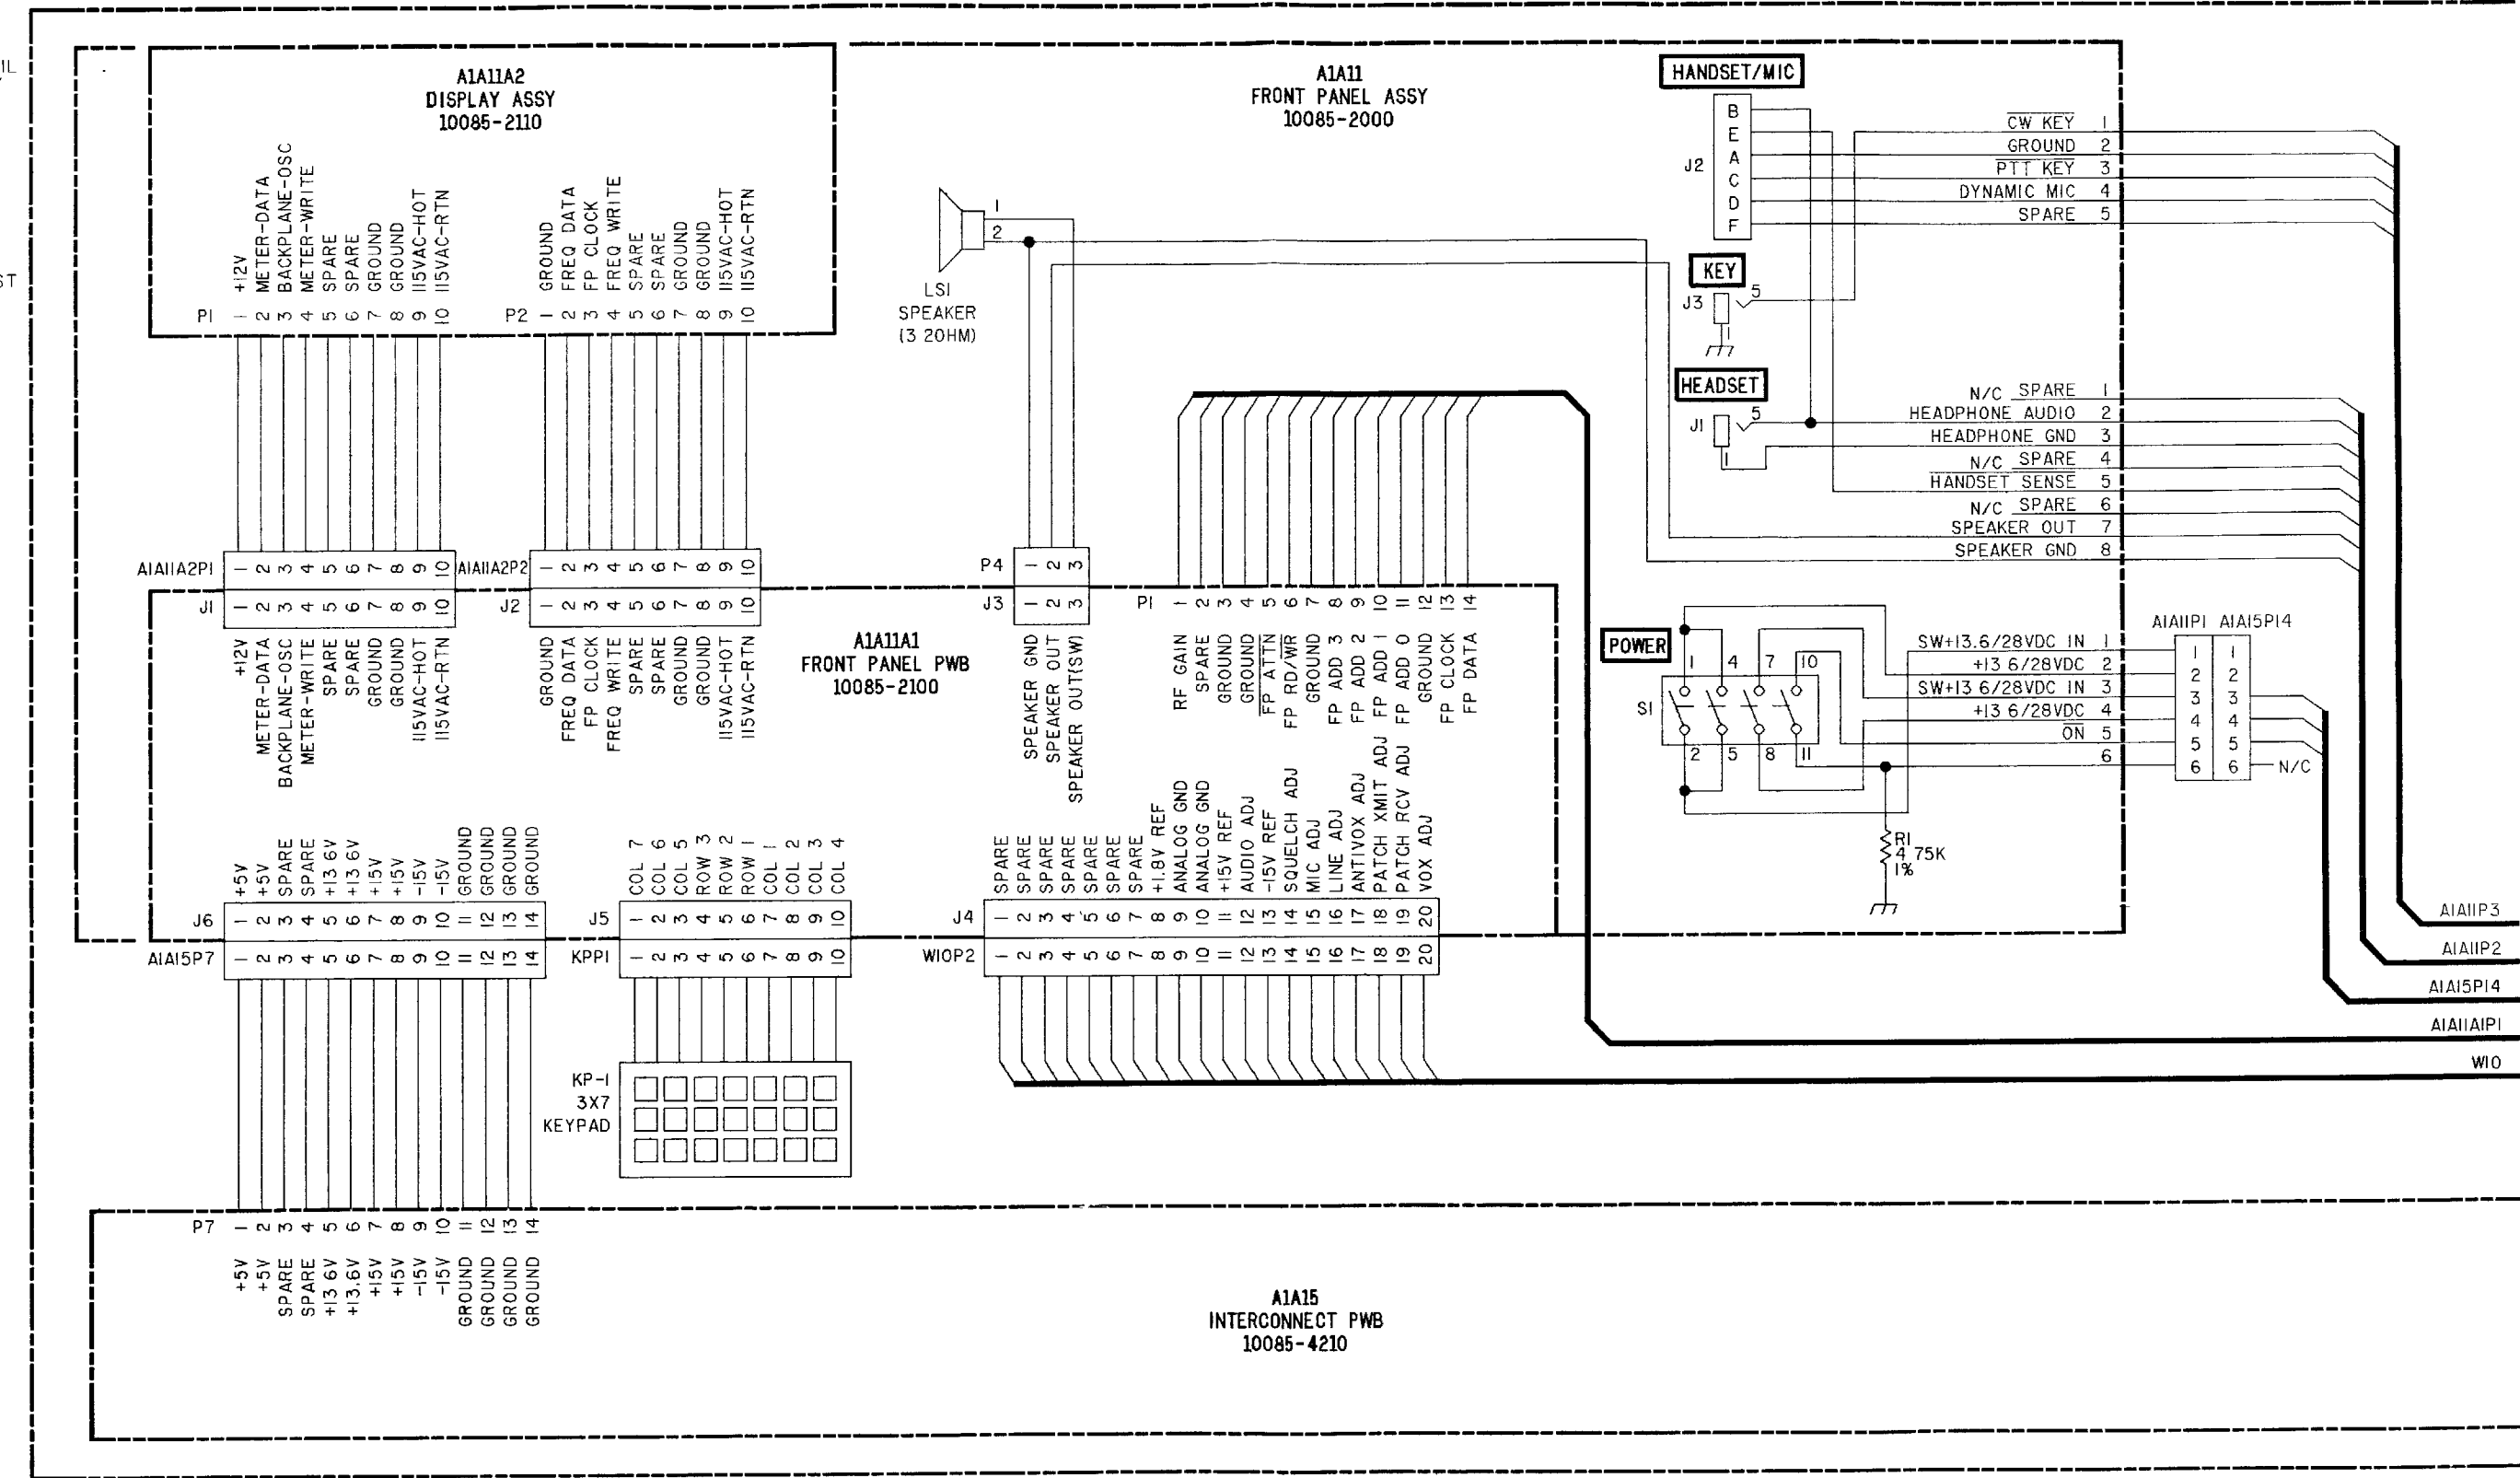 IL
ST
A1A11A2
DISPLAY ASSY
10085-2110
+12V
METER-DATA
BACKPLANE-OSC
METER-WRITE
SPARE
SPARE
GROUND
GROUND
115VAC-HOT
115VAC-RTN
P1 1 2 3 4 5 6 7 8 9 10
GROUND
FREQ DATA
FP CLOCK
FREQ WRITE
SPARE
SPARE
GROUND
GROUND
115VAC-HOT
115VAC-RTN
P2 1 2 3 4 5 6 7 8 9 10
A1A11
FRONT PANEL ASSY
10085-2000
1
2
LS1
SPEAKER
(3 2OHM)
HANDSET/MIC
J2
B
E
A
C
D
F
CW KEY 1
GROUND 2
PTT KEY 3
DYNAMIC MIC 4
SPARE 5
KEY
J3 5
1
HEADSET
J1 5
1
N/C SPARE 1
HEADPHONE AUDIO 2
HEADPHONE GND 3
N/C SPARE 4
HANDSET SENSE 5
N/C SPARE 6
SPEAKER OUT 7
SPEAKER GND 8
A1A11A2P1 1 2 3 4 5 6 7 8 9 10
J1 1 2 3 4 5 6 7 8 9 10
+12V
METER-DATA
BACKPLANE-OSC
METER-WRITE
SPARE
SPARE
GROUND
GROUND
115VAC-HOT
115VAC-RTN
A1A11A2P2 1 2 3 4 5 6 7 8 9 10
J2 1 2 3 4 5 6 7 8 9 10
GROUND
FREQ DATA
FP CLOCK
FREQ WRITE
SPARE
SPARE
GROUND
GROUND
115VAC-HOT
115VAC-RTN
A1A11A1
FRONT PANEL PWB
10085-2100
P4 1 2 3
J3 1 2 3
SPEAKER GND
SPEAKER OUT
SPEAKER OUT(SW)
P1 1 2 3 4 5 6 7 8 9 10 11 12 13 14
RF GAIN
SPARE
GROUND
GROUND
FP ATTN
FP RD/WR
GROUND
FP ADD 3
FP ADD 2
FP ADD 1
FP ADD 0
GROUND
FP CLOCK
FP DATA
POWER
S1
1 4 7 10
2 5 8 11
SW+13.6/28VDC IN 1
+13 6/28VDC 2
SW+13 6/28VDC IN 3
+13 6/28VDC 4
ON 5
6
A1A11P1 A1A15P14
1 1
2 2
3 3
4 4
5 5
6 6 N/C
R1
4 75K
1%
+5V
+5V
SPARE
SPARE
+13 6V
+13 6V
+15V
+15V
-15V
-15V
GROUND
GROUND
GROUND
GROUND
J6 1 2 3 4 5 6 7 8 9 10 11 12 13 14
A1A15P7 1 2 3 4 5 6 7 8 9 10 11 12 13 14
COL 7
COL 6
COL 5
ROW 3
ROW 2
ROW 1
COL 1
COL 2
COL 3
COL 4
J5 1 2 3 4 5 6 7 8 9 10
KPP1 1 2 3 4 5 6 7 8 9 10
SPARE
SPARE
SPARE
SPARE
SPARE
SPARE
SPARE
+1.8V REF
ANALOG GND
ANALOG GND
+15V REF
AUDIO ADJ
-15V REF
SQUELCH ADJ
MIC ADJ
LINE ADJ
ANTIVOX ADJ
PATCH XMIT ADJ
PATCH RCV ADJ
VOX ADJ
J4 1 2 3 4 5 6 7 8 9 10 11 12 13 14 15 16 17 18 19 20
W10P2 1 2 3 4 5 6 7 8 9 10 11 12 13 14 15 16 17 18 19 20
A1A11P3
A1A11P2
A1A15P14
A1A11A1P1
W10
KP-1
3X7
KEYPAD
P7 1 2 3 4 5 6 7 8 9 10 11 12 13 14
+5V
+5V
SPARE
SPARE
+13 6V
+13.6V
+15V
+15V
-15V
-15V
GROUND
GROUND
GROUND
GROUND
A1A15
INTERCONNECT PWB
10085-4210